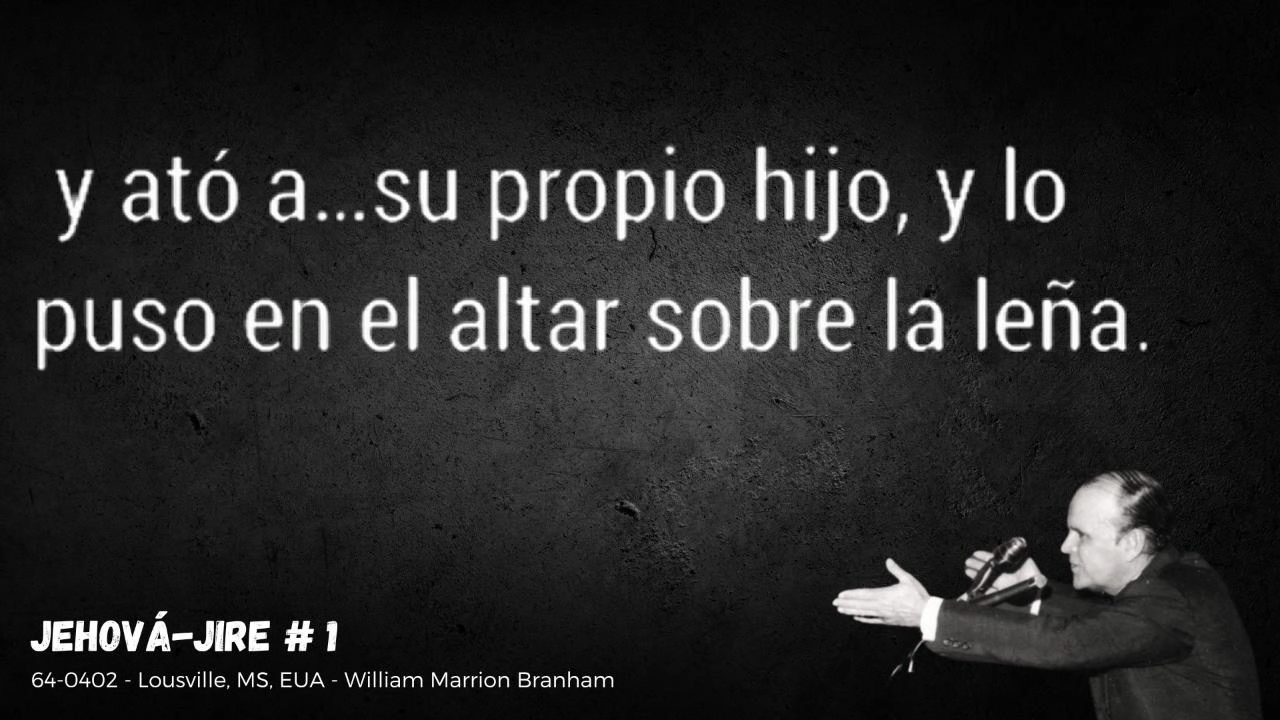 y ató a...su propio hijo, y lo
puso en el altar sobre la leña.
JEHOVÁ-JIRE # 1
64-0402 - Lousville, MS, EUA - William Marrion Branham